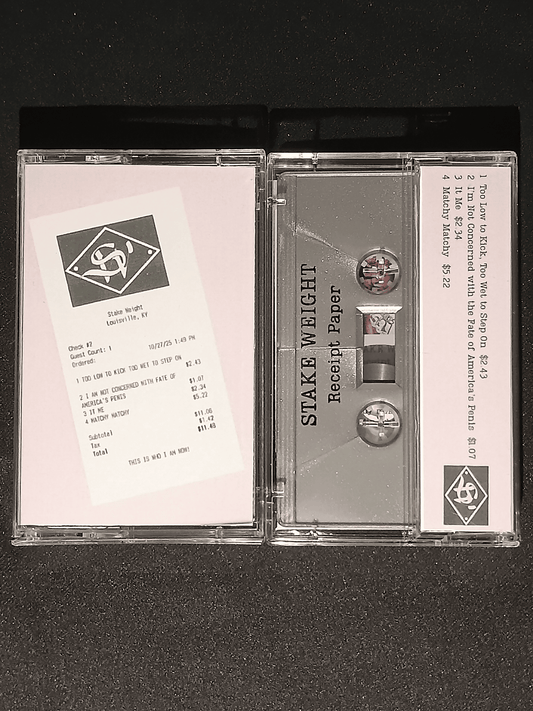 Stake Weight
Louisville, KY
Check #2
Guest Count: 1 10/27/25 1:49 PM
Ordered:
1 TOO LOW TO KICK TOO WET TO STEP ON $2.43
2 I AM NOT CONCERNED WITH FATE OF
AMERICA'S PENIS $1.07
3 IT ME $2.34
4 MATCHY MATCHY $5.22
Subtotal $11.06
Tax $1.42
Total
THIS IS WHO I AM NOW!
STAKE WEIGHT
Receipt Paper
1 Too Low to Kick, Too Wet to Step On $2.43
2 I'm Not Concerned with the Fate of America's Penis $1.07
3 It Me $2.34
4 Matchy Matchy $5.22